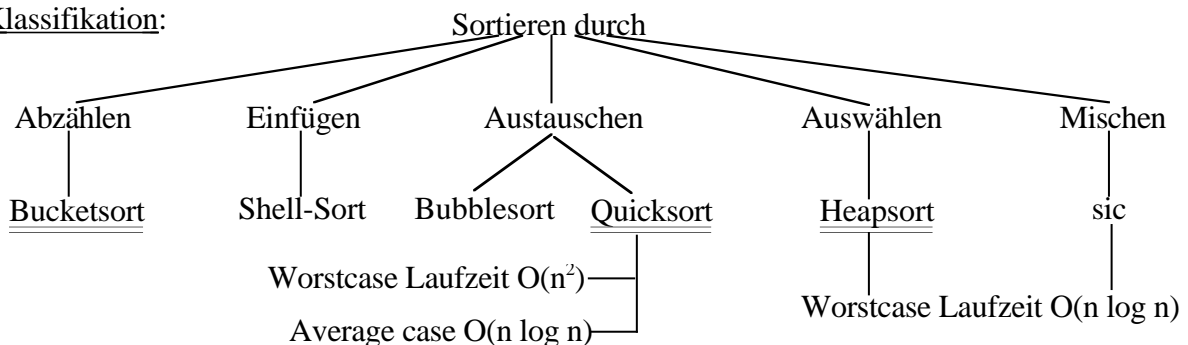 Klassifikation:
Sortieren durch
Abzählen Einfügen Austauschen Auswählen Mischen
Bucketsort Shell-Sort Bubblesort Quicksort Heapsort sic
Worstcase Laufzeit O(n²)
Worstcase Laufzeit O(n log n)
Average case O(n log n)